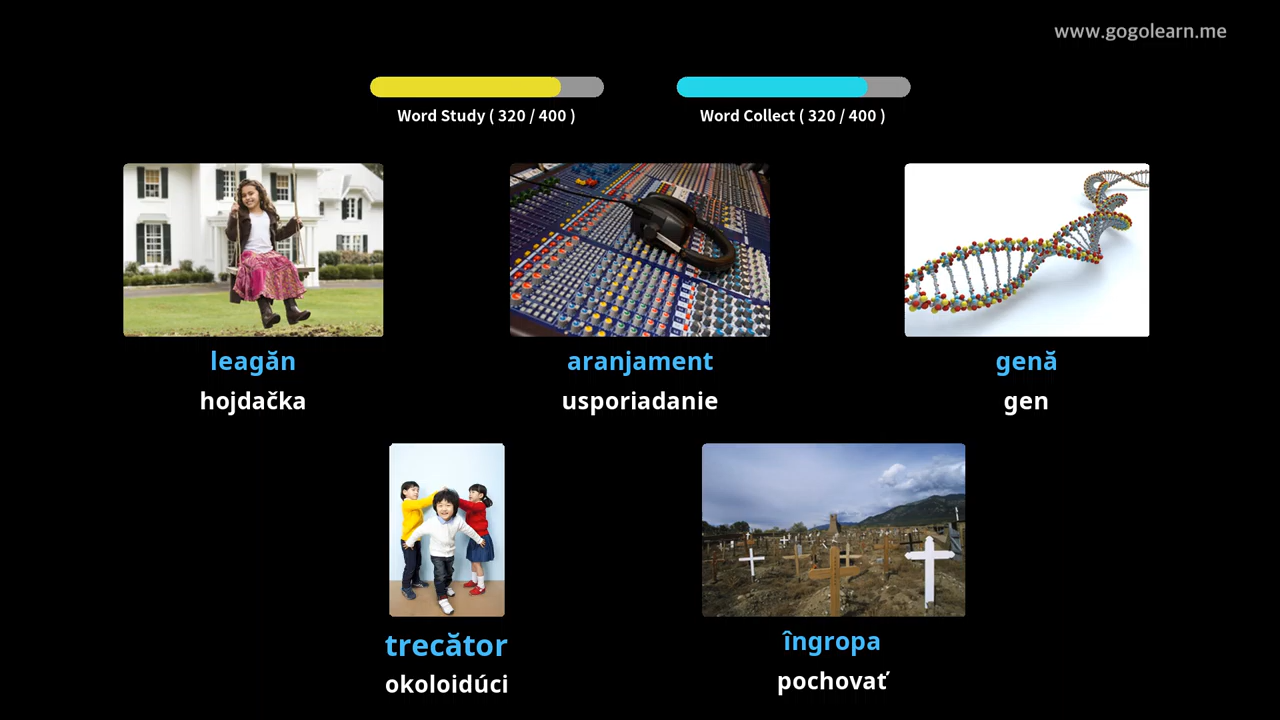 www.gogolearn.me
Word Study ( 320 / 400 )
Word Collect ( 320 / 400 )
leagăn
hojdačka
aranjament
usporiadanie
genă
gen
trecător
okoloidúci
îngropa
pochovať